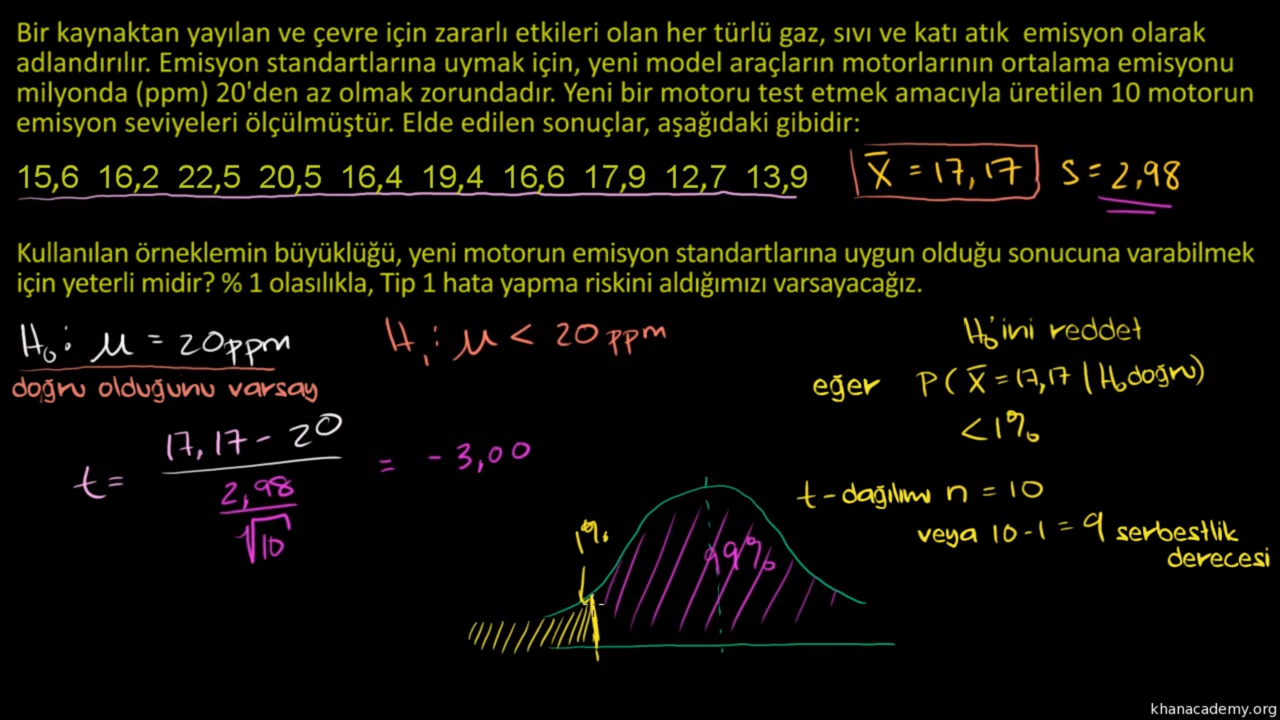 Bir kaynaktan yayılan ve çevre için zararlı etkileri olan her türlü gaz, sıvı ve katı atık emisyon olarak
adlandırılır. Emisyon standartlarına uymak için, yeni model araçların motorlarının ortalama emisyonu
milyonda (ppm) 20'den az olmak zorundadır. Yeni bir motoru test etmek amacıyla üretilen 10 motorun
emisyon seviyeleri ölçülmüştür. Elde edilen sonuçlar, aşağıdaki gibidir:
15,6 16,2 22,5 20,5 16,4 19,4 16,6 17,9 12,7 13,9 X̄ = 17,17 S = 2,98
Kullanılan örneklemin büyüklüğü, yeni motorun emisyon standartlarına uygun olduğu sonucuna varabilmek
için yeterli midir? % 1 olasılıkla, Tip 1 hata yapma riskini aldığımızı varsayacağız.
H₀: μ = 20ppm H₁: μ < 20ppm
doğru olduğunu varsay
t = (17,17 - 20) / (2,98 / √10) = -3,00
H₀'ini reddet
eğer P(X̄ = 17,17 | H₀ doğru)
< 1%
t-dağılımı n = 10
veya 10-1 = 9 serbestlik
derecesi
1%
99%
khanacademy.org